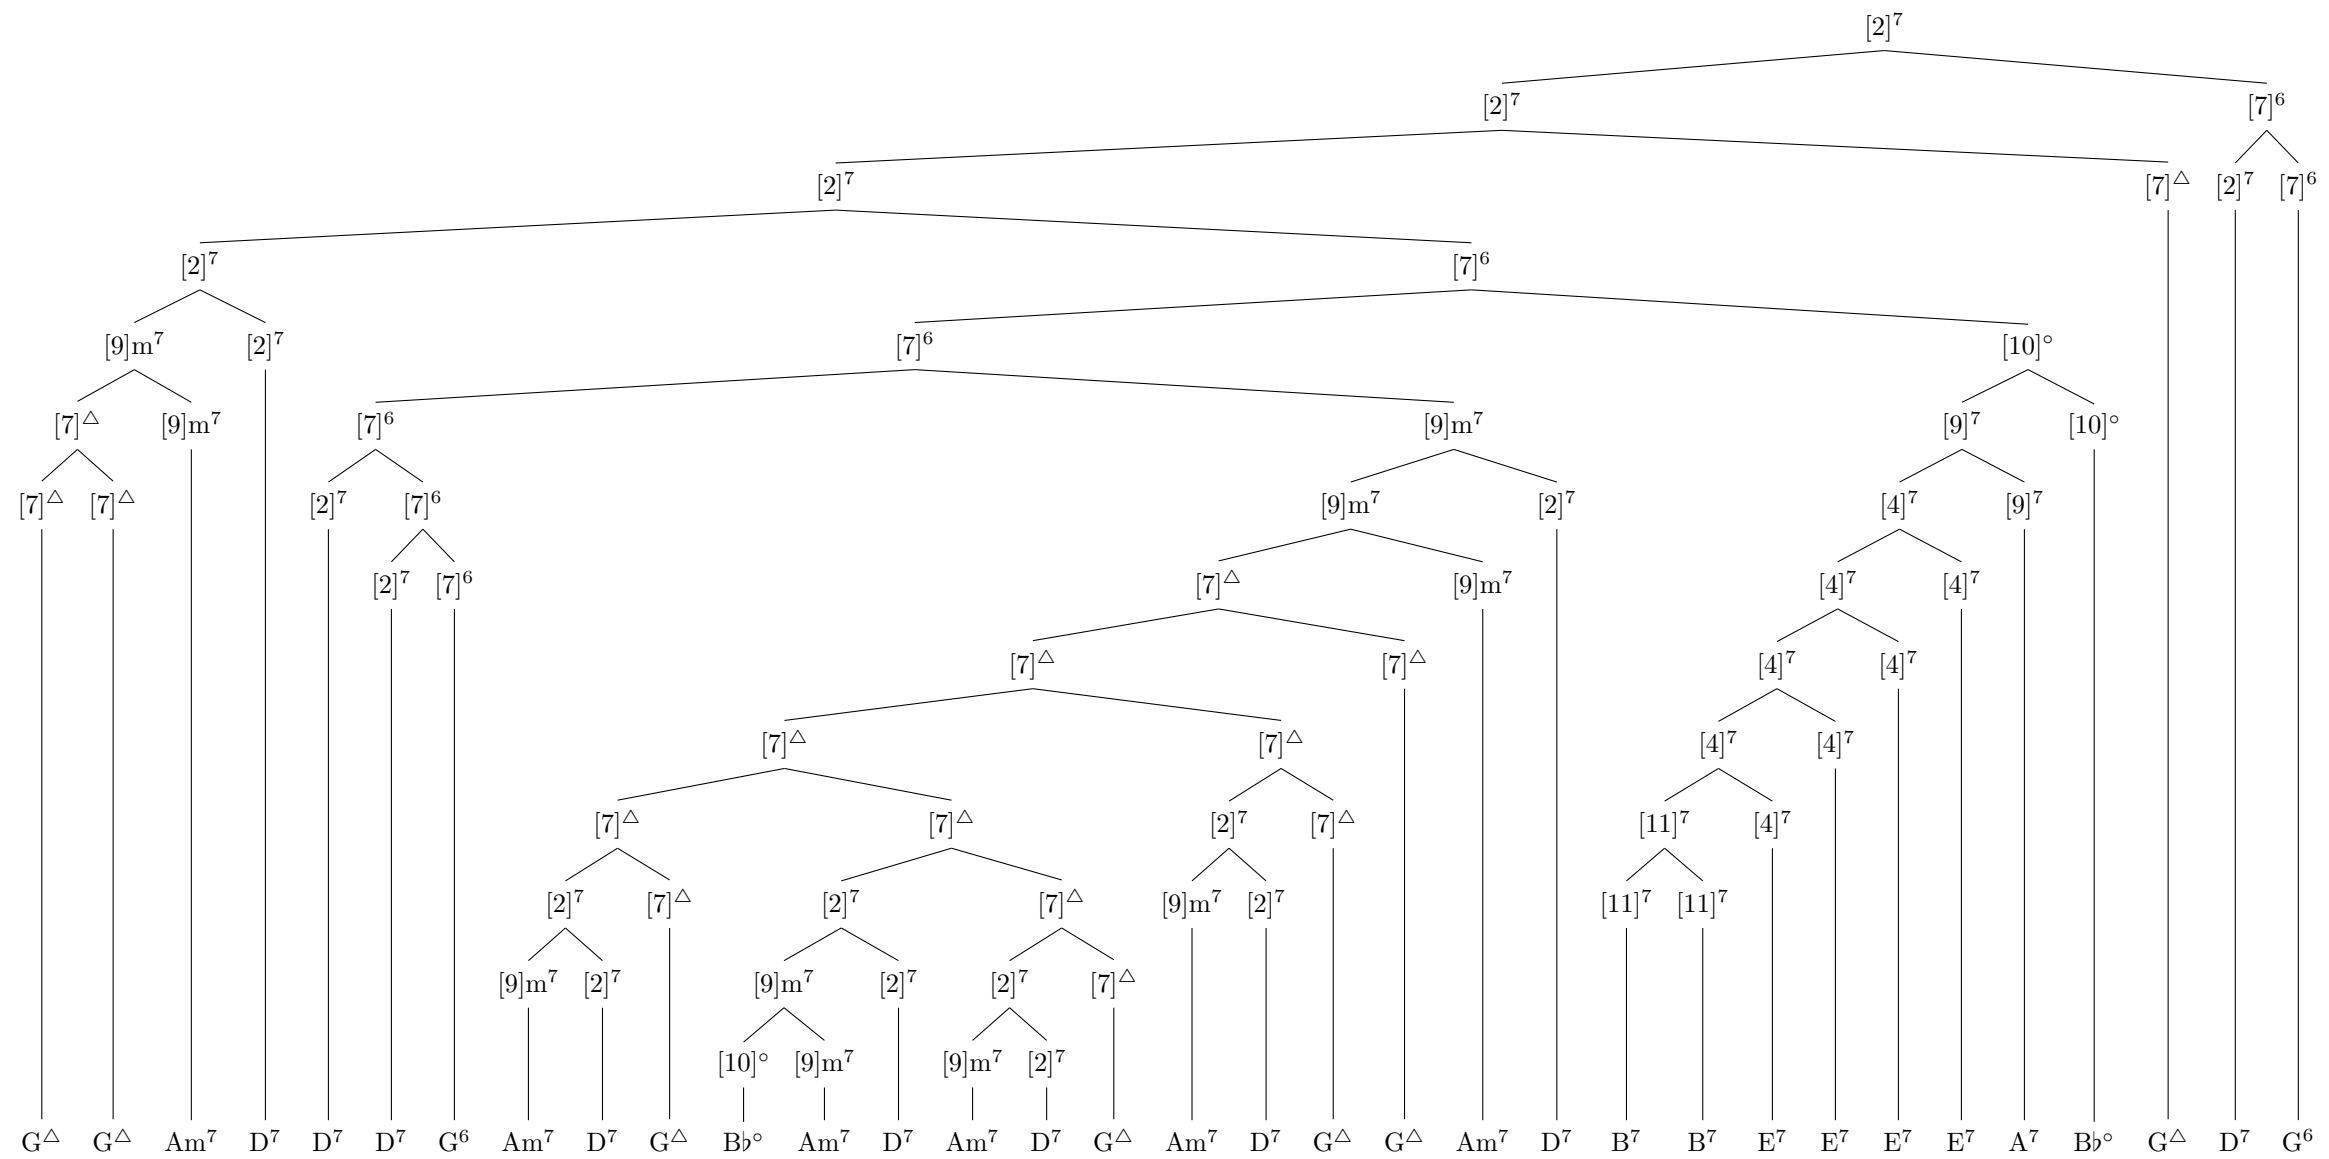 [2]⁷
[2]⁷ [7]⁶
[2]⁷ [7]△ [2]⁷ [7]⁶
[2]⁷ [7]⁶
[9]m⁷ [2]⁷ [7]⁶ [10]°
[7]△ [9]m⁷ [7]⁶ [9]m⁷ [9]⁷ [10]°
[7]△ [7]△ [2]⁷ [7]⁶ [9]m⁷ [2]⁷ [4]⁷ [9]⁷
[2]⁷ [7]⁶ [7]△ [9]m⁷ [4]⁷ [4]⁷
[7]△ [7]△ [4]⁷ [4]⁷
[7]△ [7]△ [4]⁷ [4]⁷
[7]△ [7]△ [2]⁷ [7]△ [11]⁷ [4]⁷
[2]⁷ [7]△ [2]⁷ [7]△ [9]m⁷ [2]⁷ [11]⁷ [11]⁷
[9]m⁷ [2]⁷ [9]m⁷ [2]⁷ [2]⁷ [7]△
[10]° [9]m⁷ [9]m⁷ [2]⁷
G△ G△ Am⁷ D⁷ D⁷ D⁷ G⁶ Am⁷ D⁷ G△ B♭° Am⁷ D⁷ Am⁷ D⁷ G△ Am⁷ D⁷ G△ G△ Am⁷ D⁷ B⁷ B⁷ E⁷ E⁷ E⁷ E⁷ A⁷ B♭° G△ D⁷ G⁶